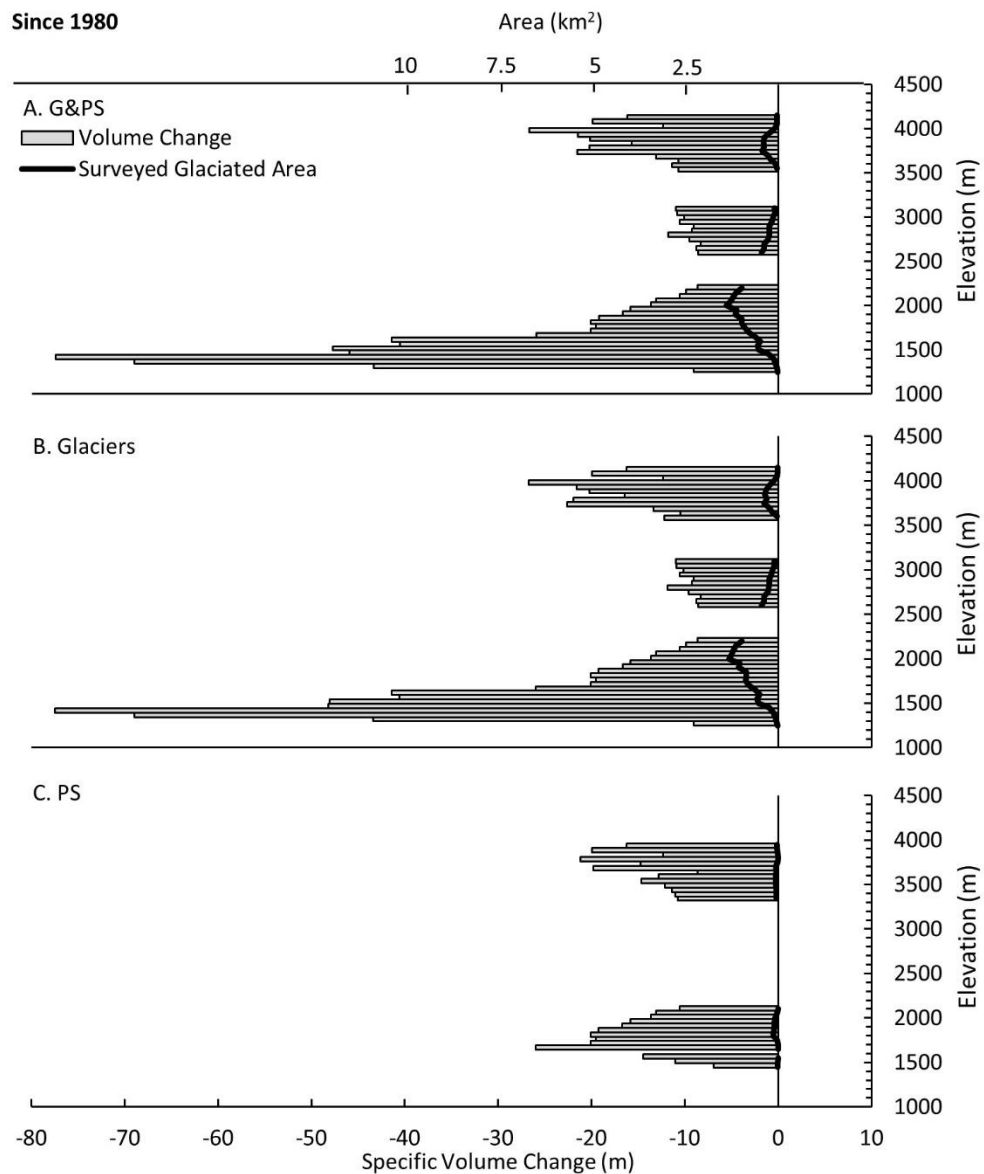 Since 1980
Area (km²)
10 7.5 5 2.5
A. G&PS
Volume Change
Surveyed Glaciated Area
4500
4000
3500
3000
2500
2000
1500
1000
Elevation (m)
B. Glaciers
4500
4000
3500
3000
2500
2000
1500
1000
Elevation (m)
C. PS
4500
4000
3500
3000
2500
2000
1500
1000
Elevation (m)
-80 -70 -60 -50 -40 -30 -20 -10 0 10
Specific Volume Change (m)